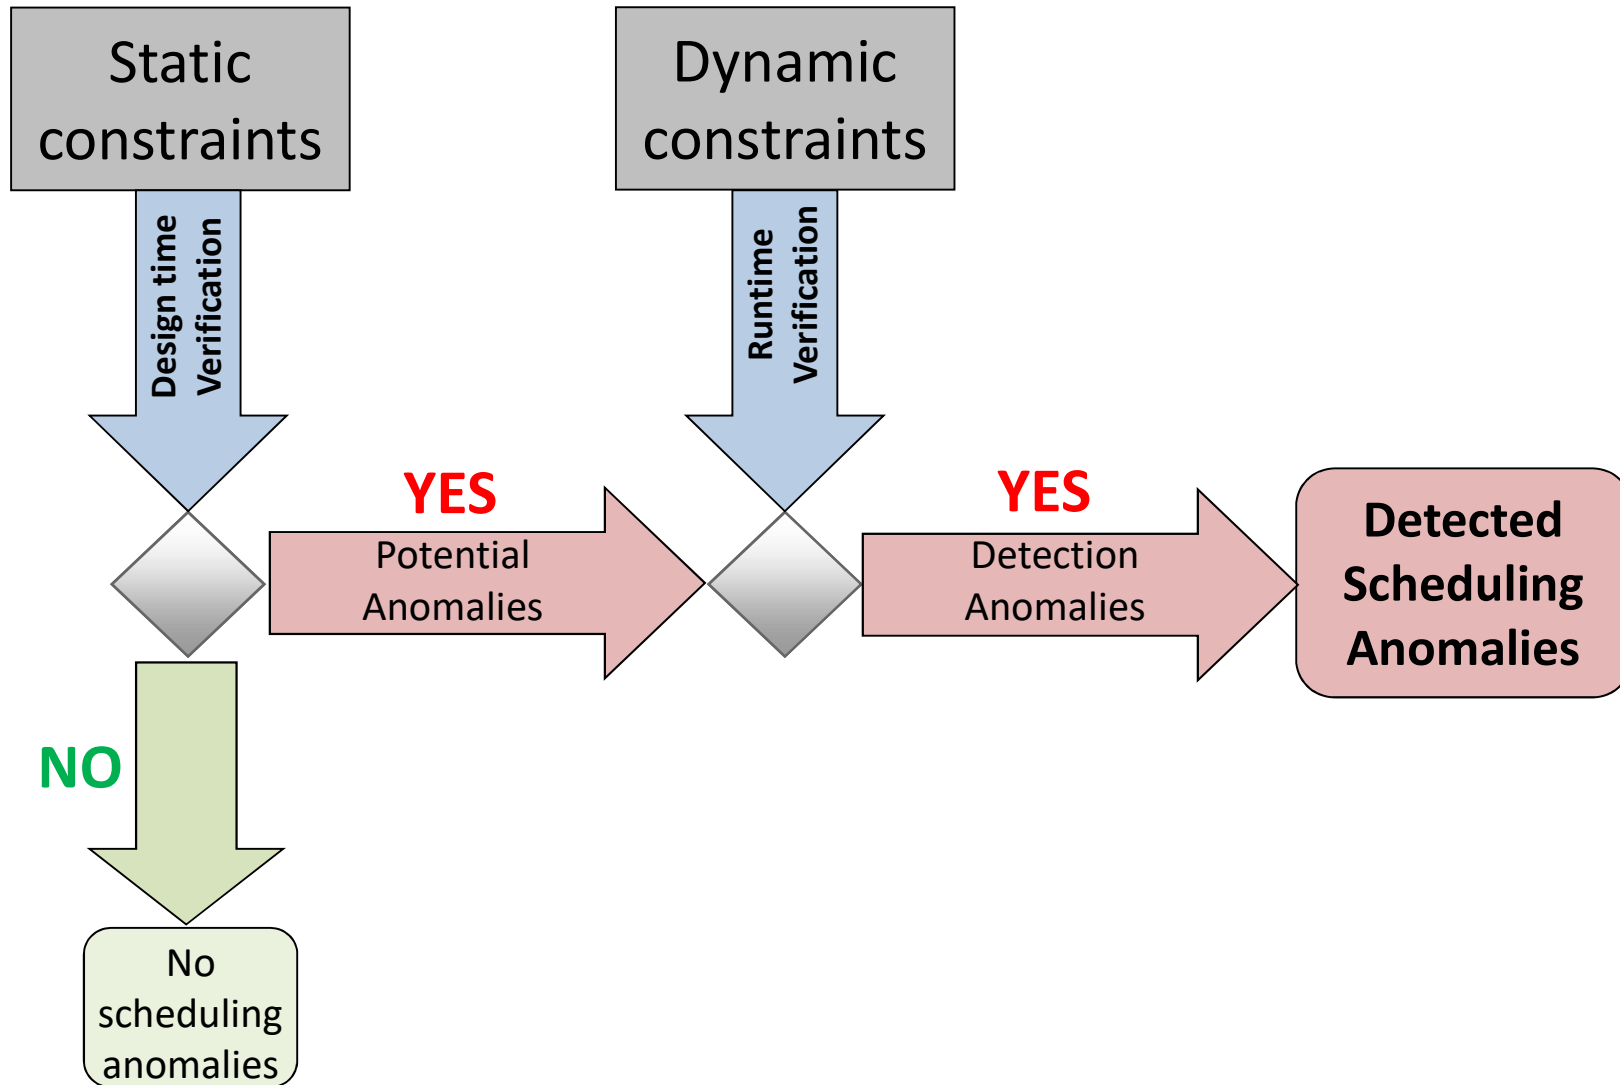 Static
constraints
Dynamic
constraints
Design time
Verification
Runtime
Verification
YES
Potential
Anomalies
YES
Detection
Anomalies
Detected
Scheduling
Anomalies
NO
No
scheduling
anomalies